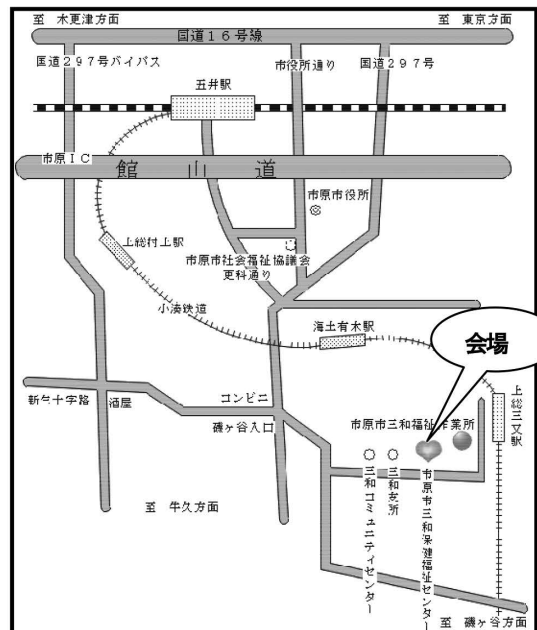 至 木更津方面
至 東京方面
国道16号線
国道297号バイパス
市役所通り
国道297号
五井駅
市原IC
館山道
市原市役所
上総村上駅
市原市社会福祉協議会
更科通り
小湊鉄道
海士有木駅
会場
上総三又駅
新生十字路
酒屋
コンビニ
磯ヶ谷入口
市原市三和福祉作業所
三和コミュニティセンター
三和支所
市原市三和保健福祉センター
至 牛久方面
至 磯ヶ谷方面